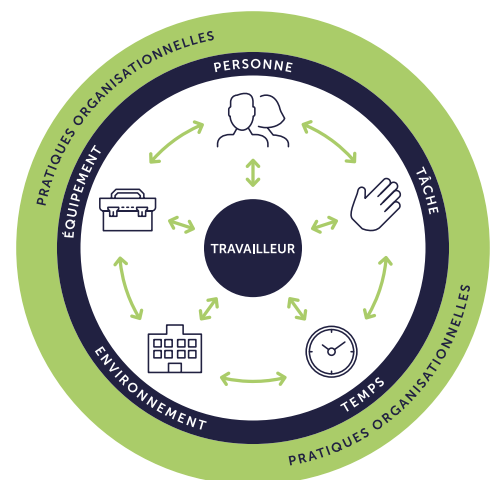 PRATIQUES ORGANISATIONNELLES
PERSONNE
ÉQUIPEMENT
TÂCHE
TRAVAILLEUR
ENVIRONNEMENT
TEMPS
PRATIQUES ORGANISATIONNELLES